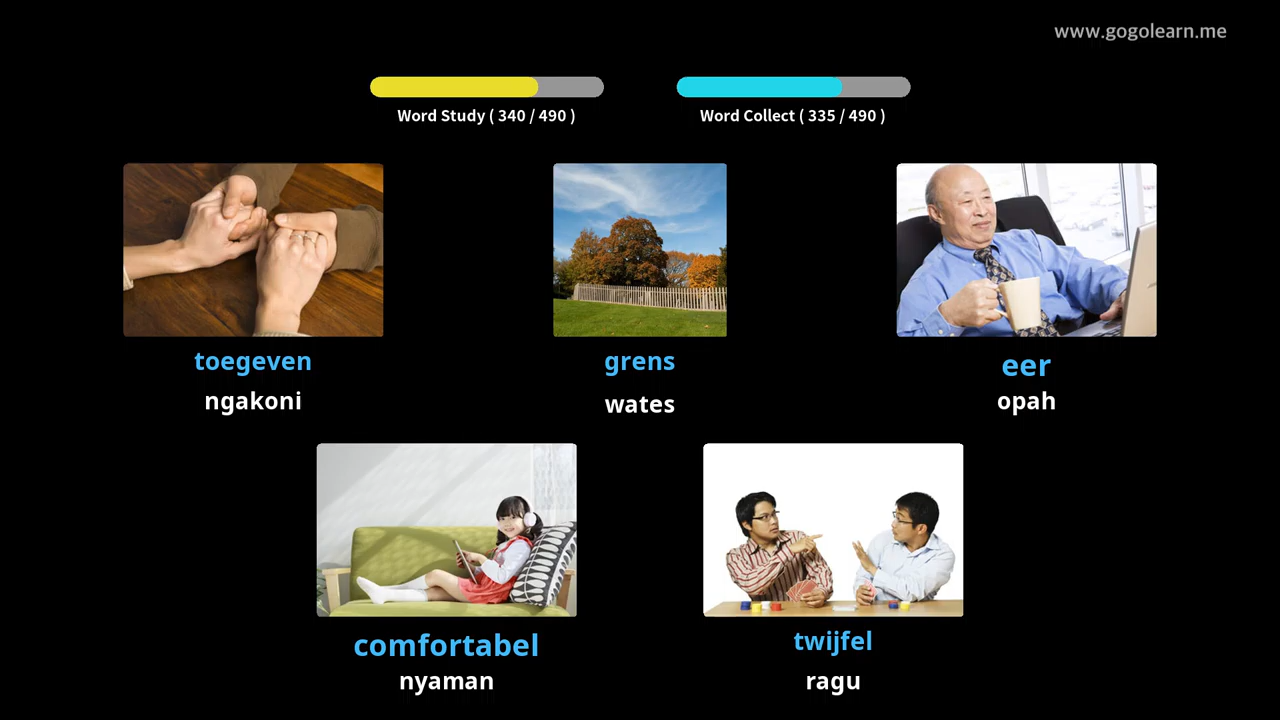 www.gogolearn.me
Word Study ( 340 / 490 )
Word Collect ( 335 / 490 )
toegeven
ngakoni
grens
wates
eer
opah
comfortabel
nyaman
twijfel
ragu